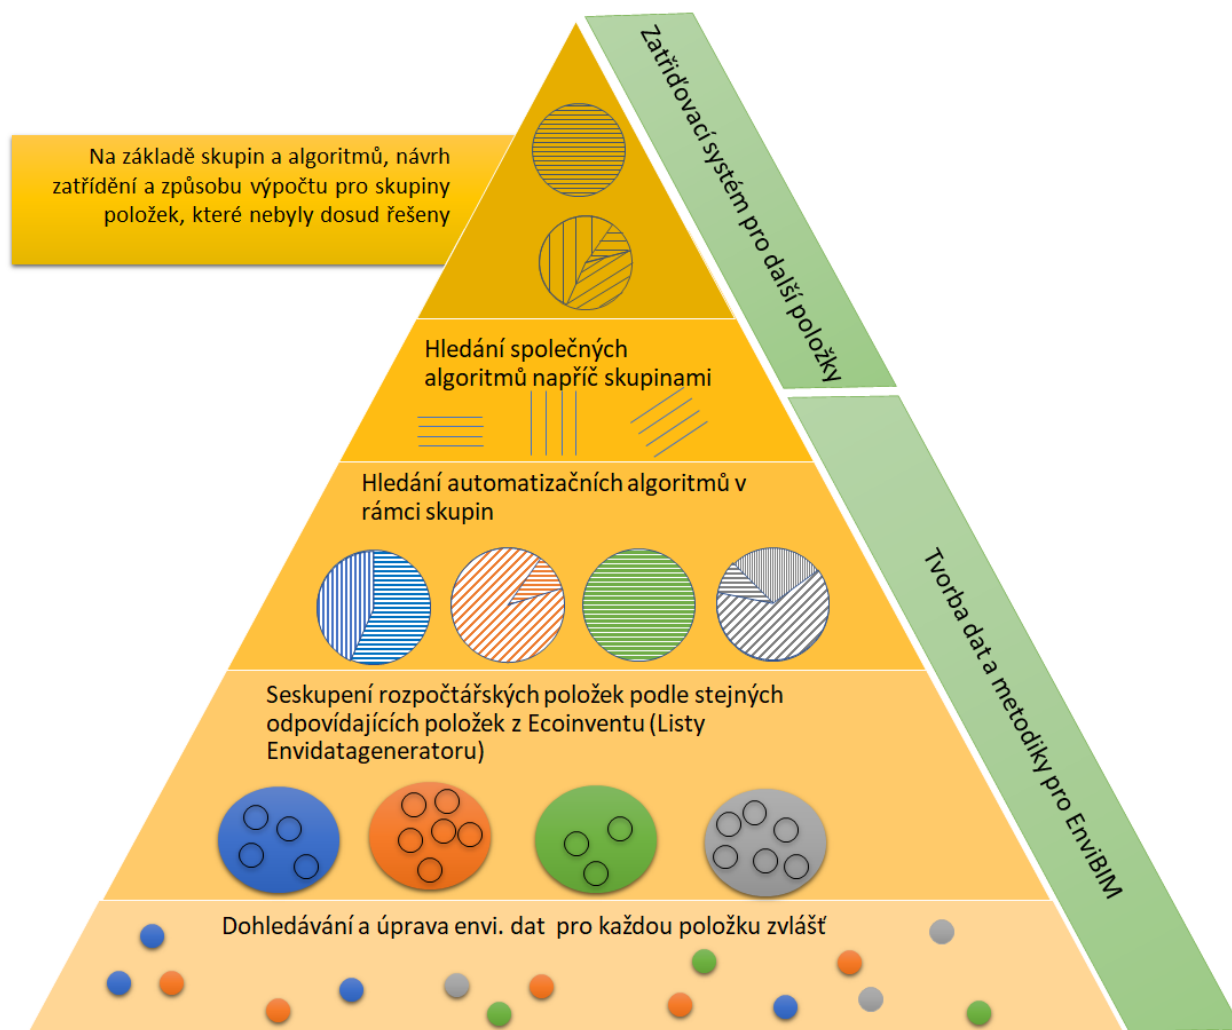 Zatřiďovací systém pro další položky
Na základě skupin a algoritmů, návrh
zatřídění a způsobu výpočtu pro skupiny
položek, které nebyly dosud řešeny
Hledání společných
algoritmů napříč skupinami
Hledání automatizačních algoritmů v
rámci skupin
Tvorba dat a metodiky pro EnviBIM
Seskupení rozpočtářských položek podle stejných
odpovídajících položek z Ecoinventu (Listy
Envidatageneratoru)
Dohledávání a úprava envi. dat pro každou položku zvlášť